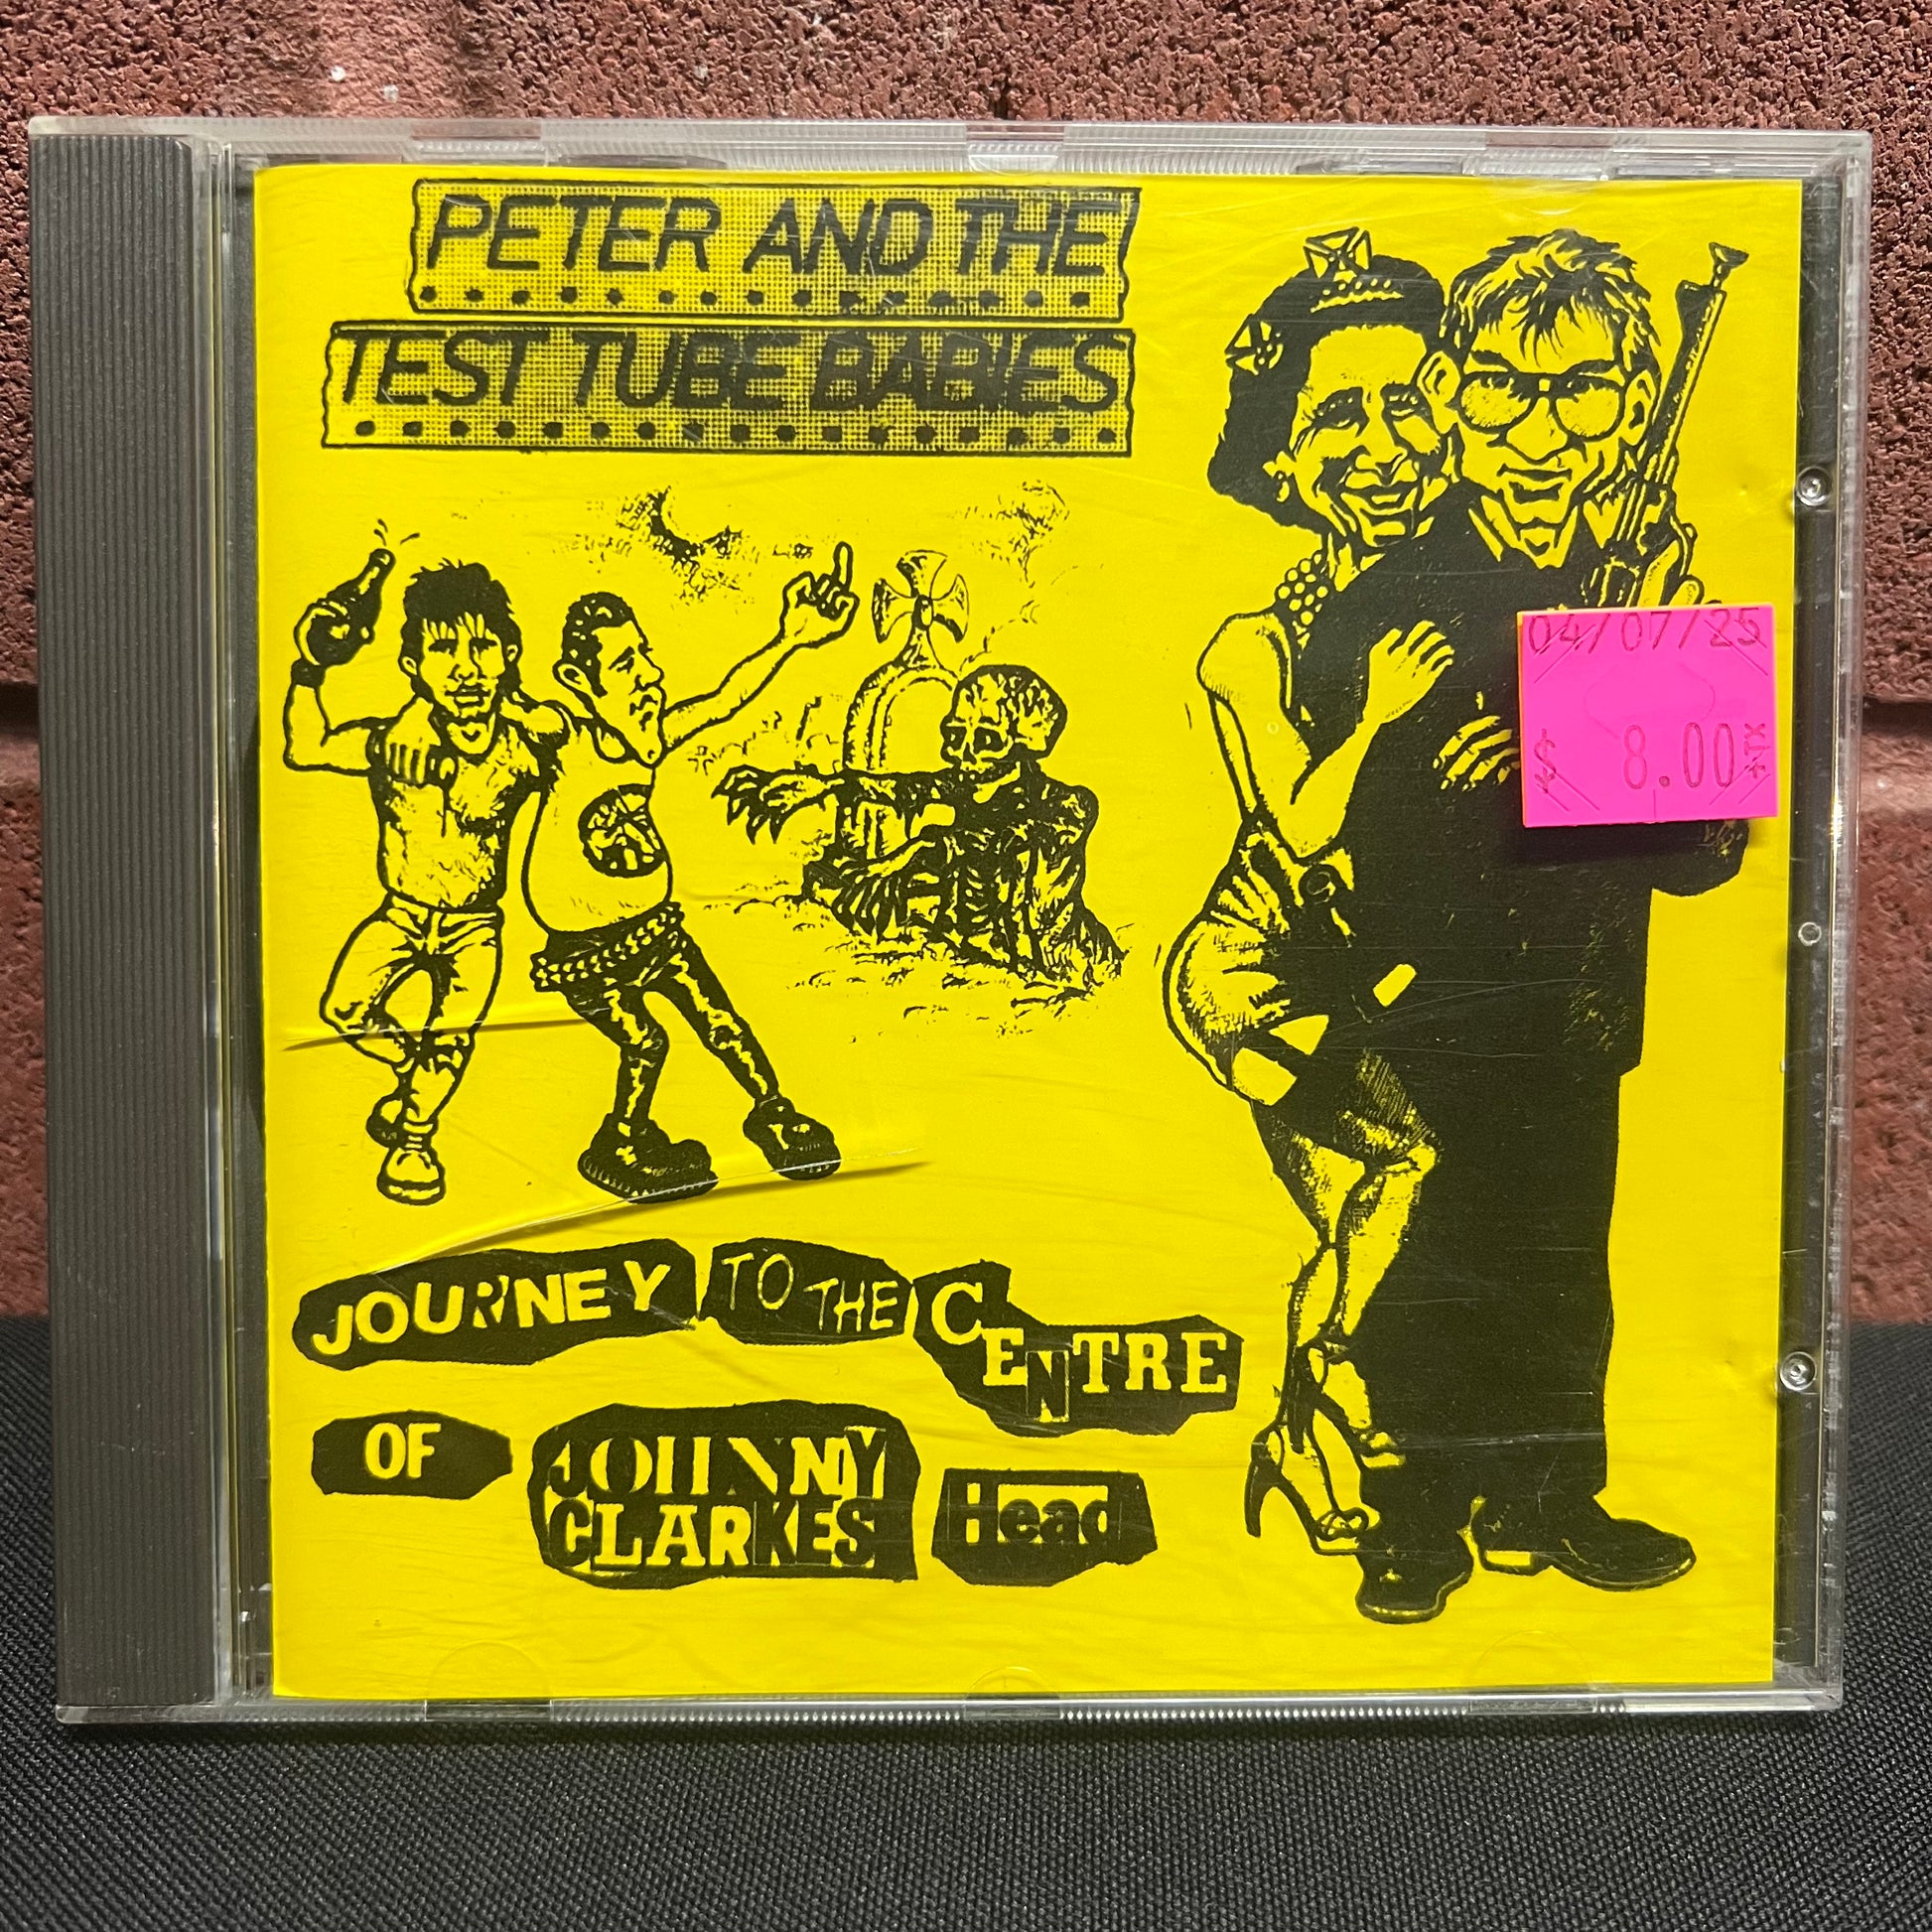 PETER AND THE
TEST TUBE BABIES
04/07/25
$ 8.00
JOURNEY TO THE CENTRE
OF JOHNNY
CLARKES Head